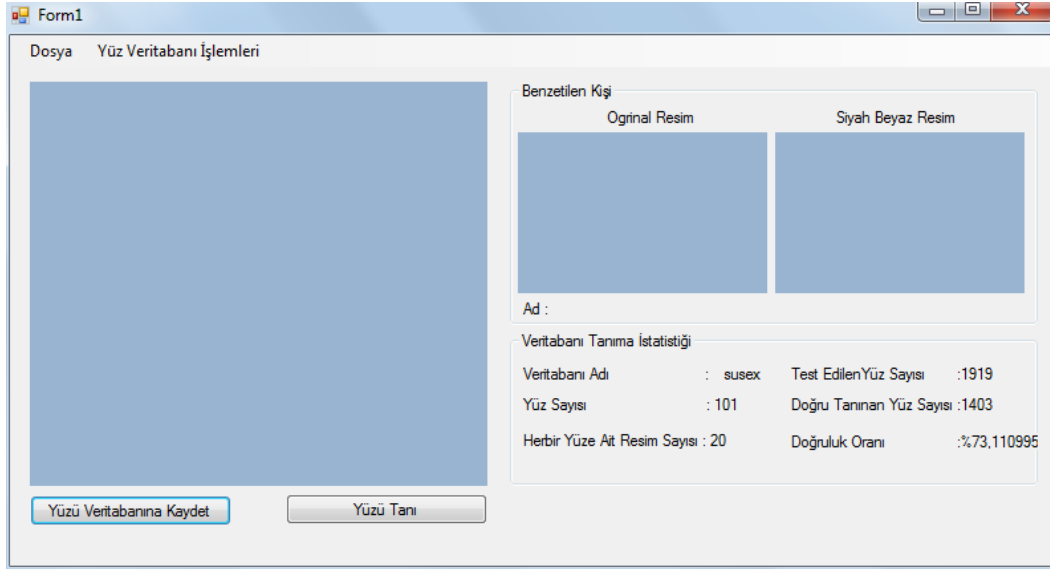 Form1
Dosya Yüz Veritabanı İşlemleri
Benzetilen Kişi
Ogrinal Resim Siyah Beyaz Resim
Ad :
Veritabanı Tanıma İstatistiği
Veritabanı Adı : susex Test EdilenYüz Sayısı :1919
Yüz Sayısı : 101 Doğru Tanınan Yüz Sayısı :1403
Herbir Yüze Ait Resim Sayısı : 20 Doğruluk Oranı :%73,110995
Yüzü Veritabanına Kaydet Yüzü Tanı